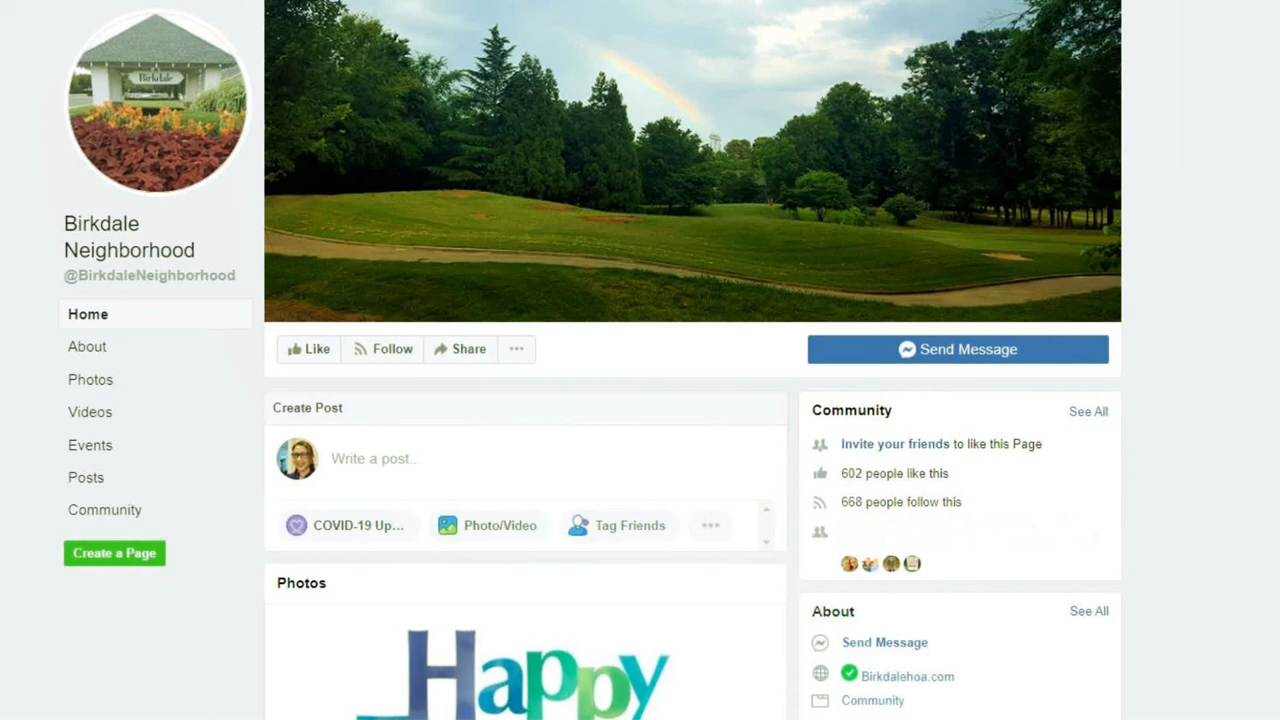 Birkdale
Birkdale
Neighborhood
@BirkdaleNeighborhood
Home
About
Photos
Videos
Events
Posts
Community
Create a Page
Like
Follow
Share
Send Message
Create Post
Write a post...
COVID-19 Up...
Photo/Video
Tag Friends
Photos
Happy
Community
See All
Invite your friends to like this Page
602 people like this
668 people follow this
About
See All
Send Message
Birkdalehoa.com
Community